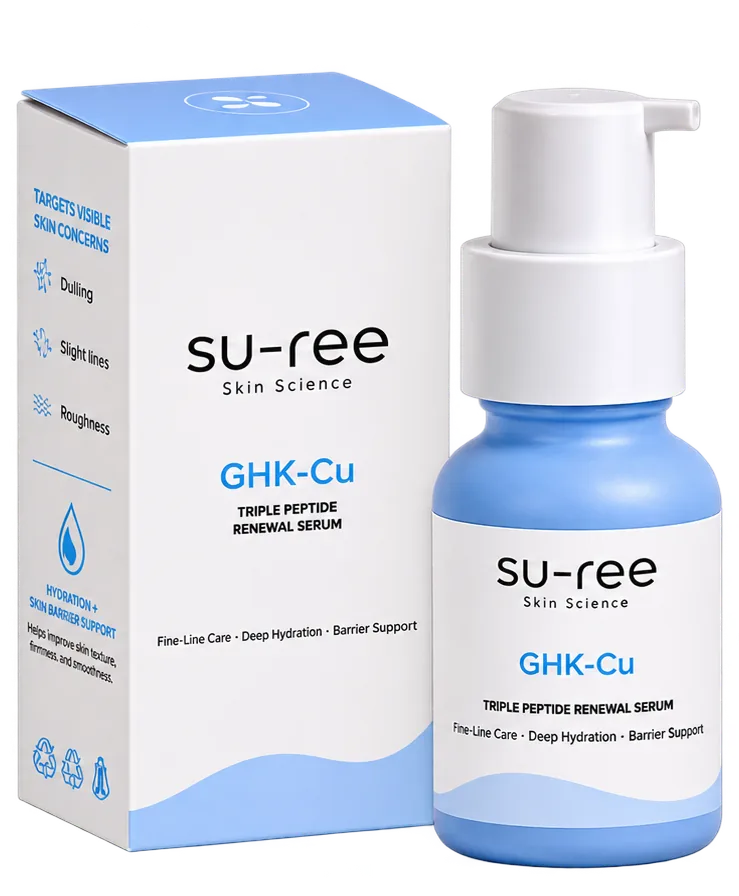 TARGETS VISIBLE
SKIN CONCERNS
Dulling
Slight lines
Roughness
HYDRATION +
SKIN BARRIER SUPPORT
Helps improve skin texture,
firmness, and smoothness.
su-ree
Skin Science
GHK-Cu
TRIPLE PEPTIDE
RENEWAL SERUM
Fine-Line Care · Deep Hydration · Barrier Support
su-ree
Skin Science
GHK-Cu
TRIPLE PEPTIDE RENEWAL SERUM
Fine-Line Care · Deep Hydration · Barrier Support